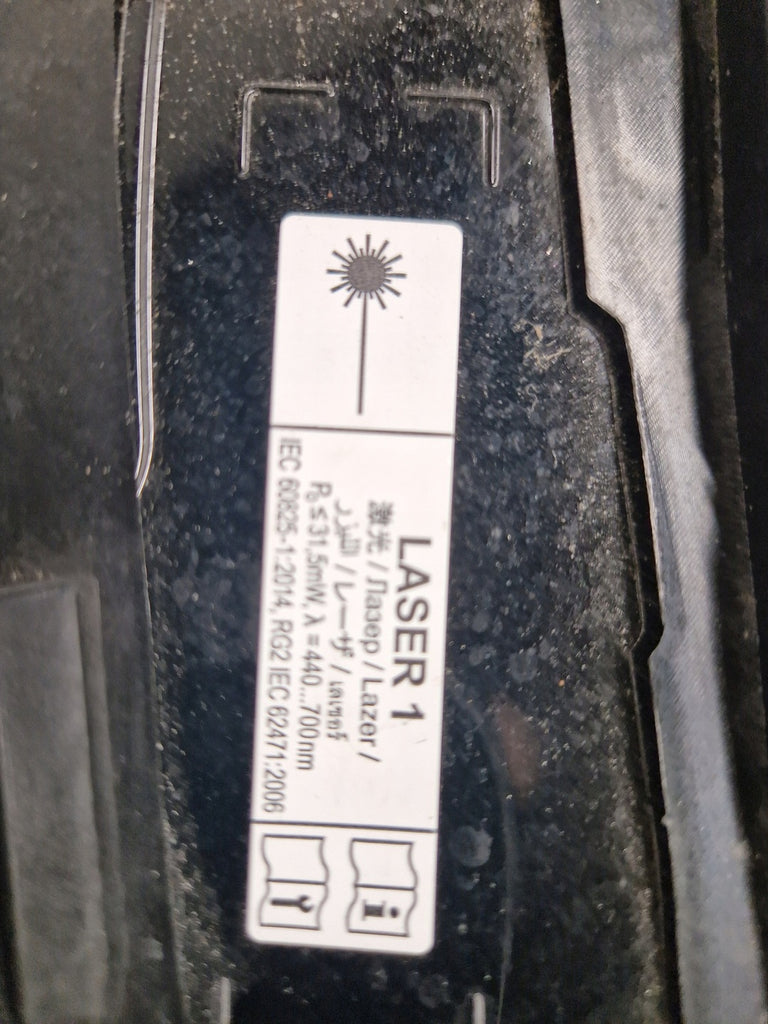 LASER 1
激光 / Лазер / Lazer /
الليزر / レーザ / เลเซอร์
P₀ ≤ 31,5mW, λ = 440...700nm
IEC 60825-1:2014, RG2 IEC 62471:2006
i